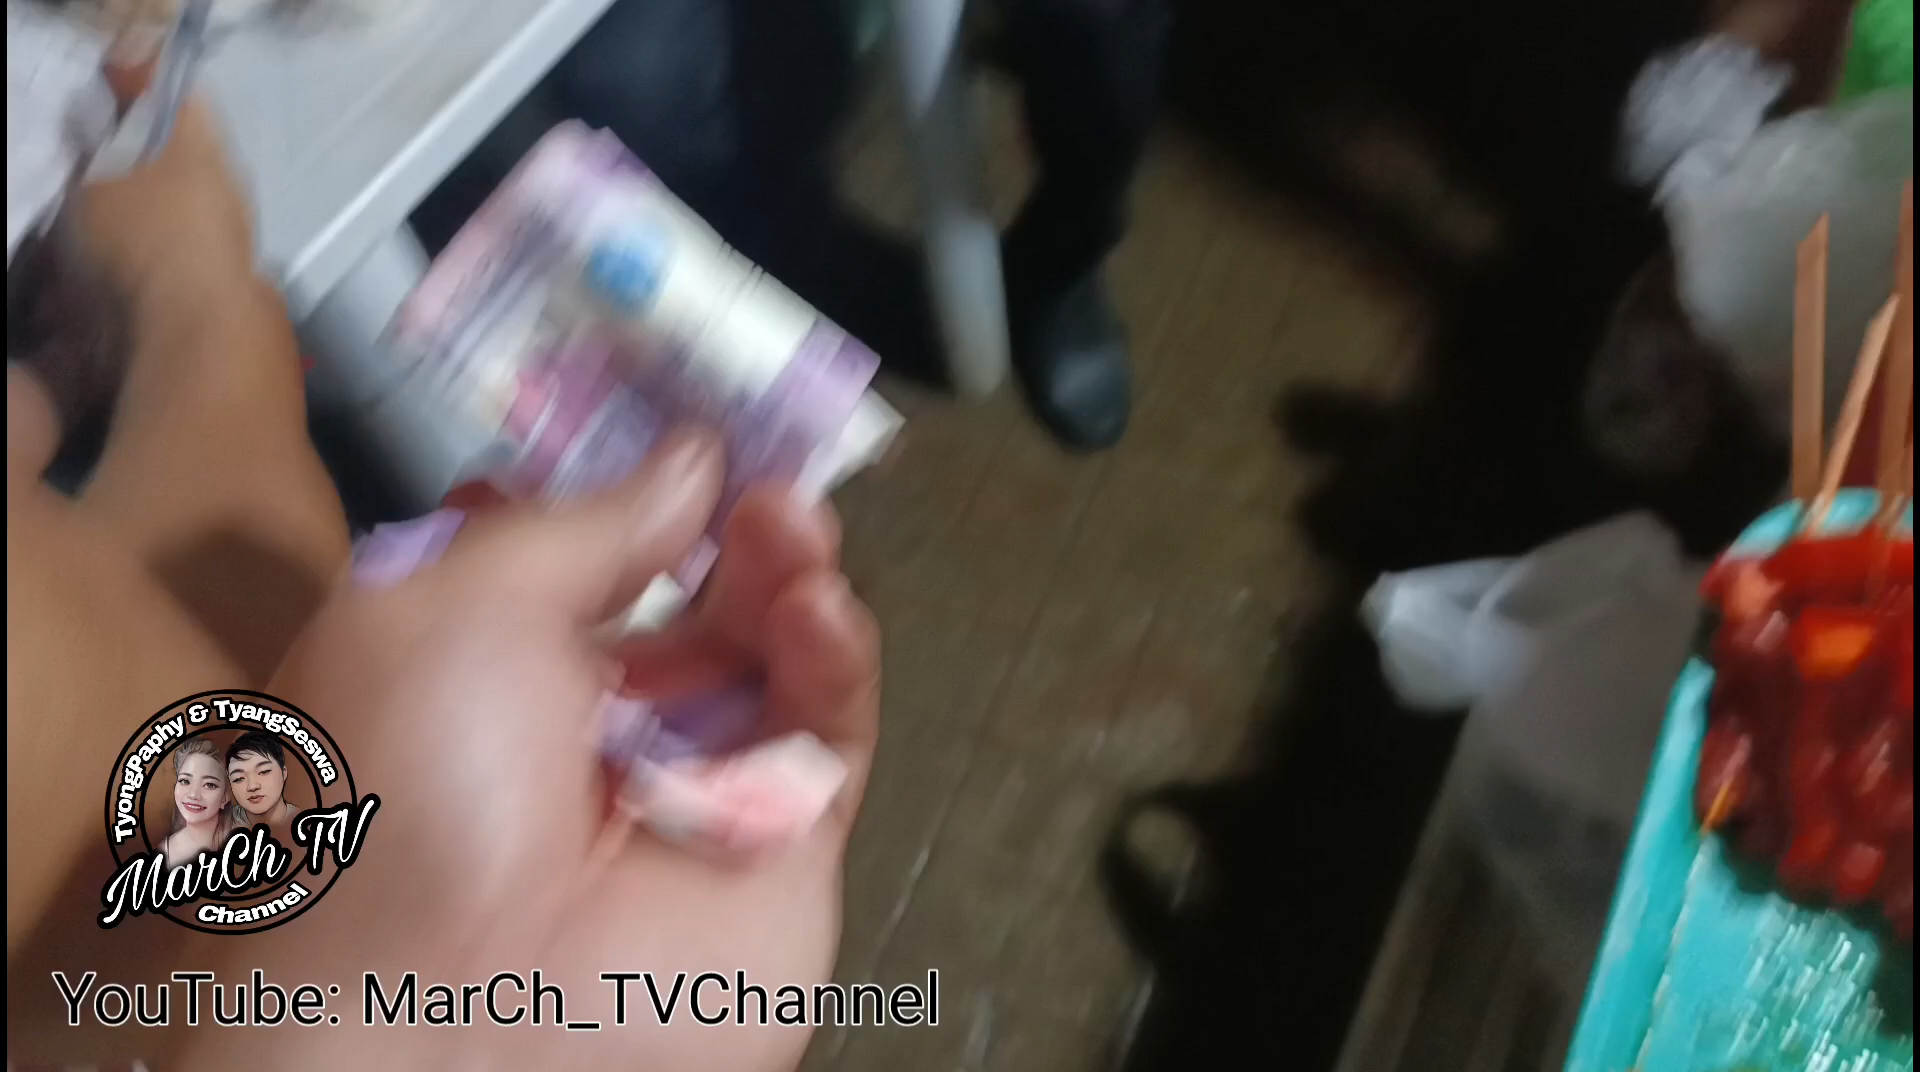 TyongPaphy & TyangSeswa
MarCh TV
Channel
YouTube: MarCh_TVChannel